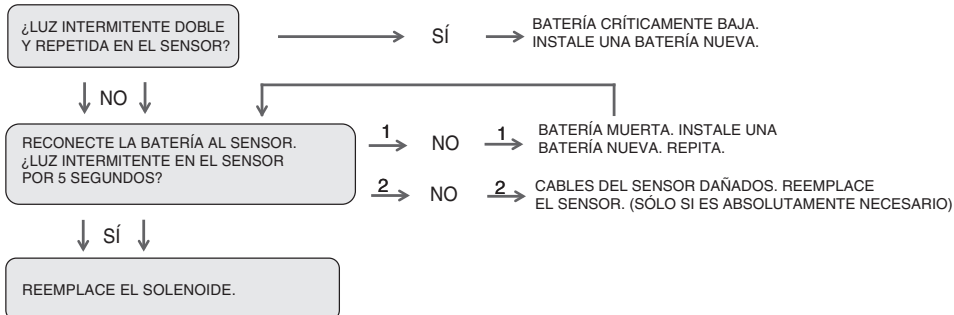 ¿LUZ INTERMITENTE DOBLE
Y REPETIDA EN EL SENSOR?
SÍ
BATERÍA CRÍTICAMENTE BAJA.
INSTALE UNA BATERÍA NUEVA.
NO
RECONECTE LA BATERÍA AL SENSOR.
¿LUZ INTERMITENTE EN EL SENSOR
POR 5 SEGUNDOS?
1
NO
1
BATERÍA MUERTA. INSTALE UNA
BATERÍA NUEVA. REPITA.
2
NO
2
CABLES DEL SENSOR DAÑADOS. REEMPLACE
EL SENSOR. (SÓLO SI ES ABSOLUTAMENTE NECESARIO)
SÍ
REEMPLACE EL SOLENOIDE.